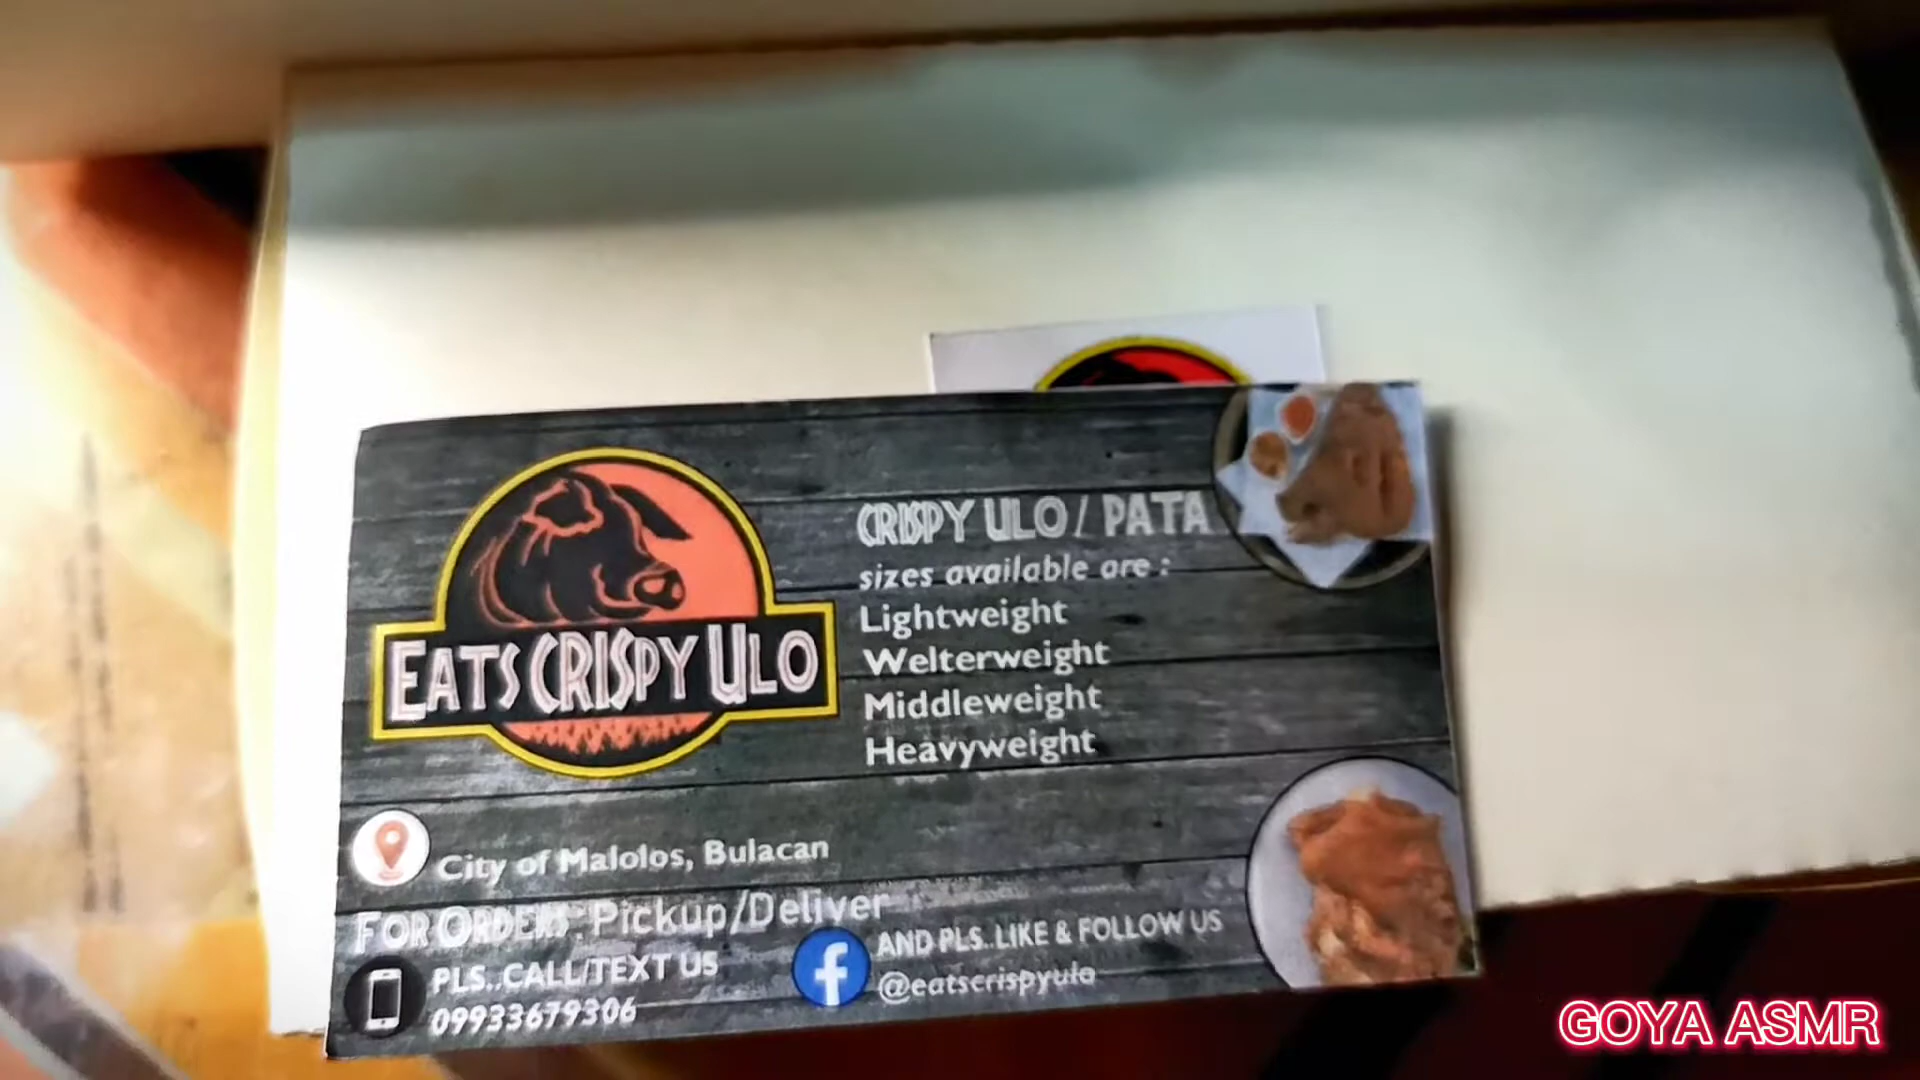 EATS CRISPY ULO
CRISPY ULO / PATA
sizes available are :
Lightweight
Welterweight
Middleweight
Heavyweight
City of Malolos, Bulacan
FOR ORDERS : Pickup/Deliver
PLS..CALL/TEXT US
09933679306
AND PLS..LIKE & FOLLOW US
@eatscrispyulo
GOYA ASMR